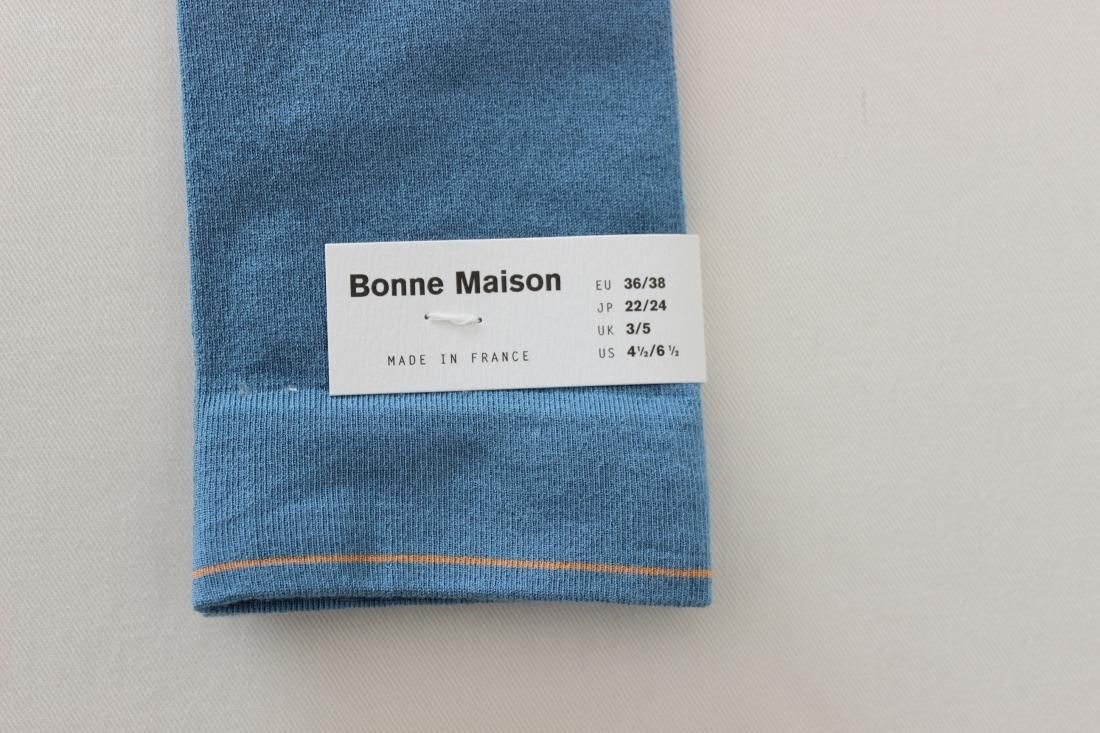 Bonne Maison
MADE IN FRANCE
EU 36/38
JP 22/24
UK 3/5
US 4½/6½